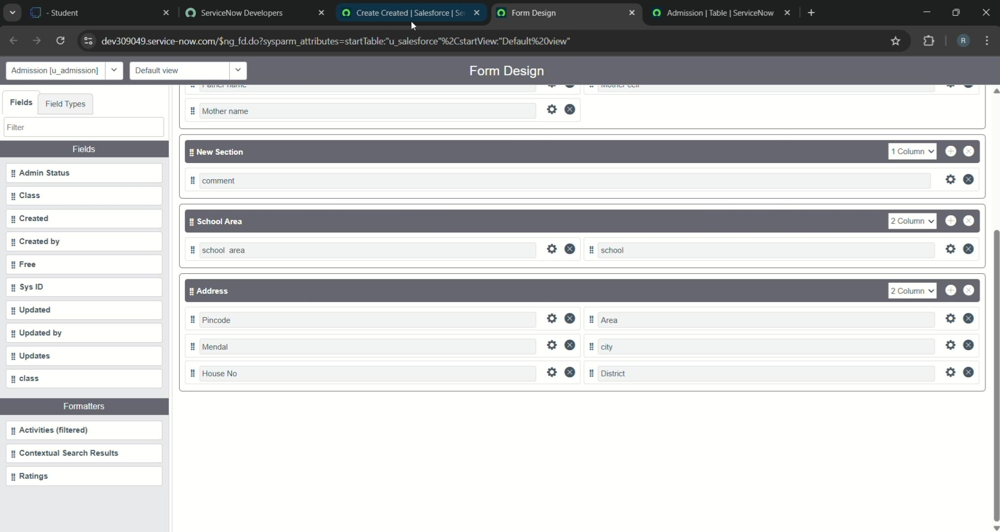 - Student
ServiceNow Developers
Create Created | Salesforce | Ser
Form Design
Admission | Table | ServiceNow
dev309049.service-now.com/$ng_fd.do?sysparm_attributes=startTable:"u_salesforce"%2CstartView:"Default%20view"
R
Admission [u_admission]
Default view
Form Design
Fields
Field Types
Filter
Fields
Admin Status
Class
Created
Created by
Free
Sys ID
Updated
Updated by
Updates
class
Formatters
Activities (filtered)
Contextual Search Results
Ratings
Father name
Mother cell
Mother name
New Section
1 Column
comment
School Area
2 Column
school area
school
Address
2 Column
Pincode
Area
Mendal
city
House No
District